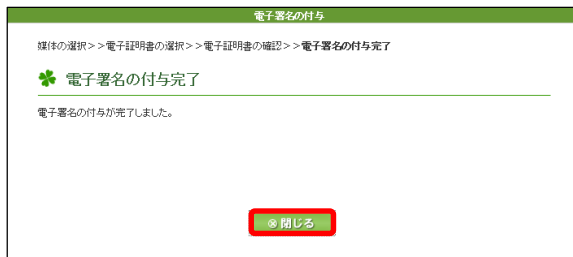 電子署名の付与
媒体の選択>>電子証明書の選択>>電子証明書の確認>>電子署名の付与完了
電子署名の付与完了
電子署名の付与が完了しました。
⊗閉じる